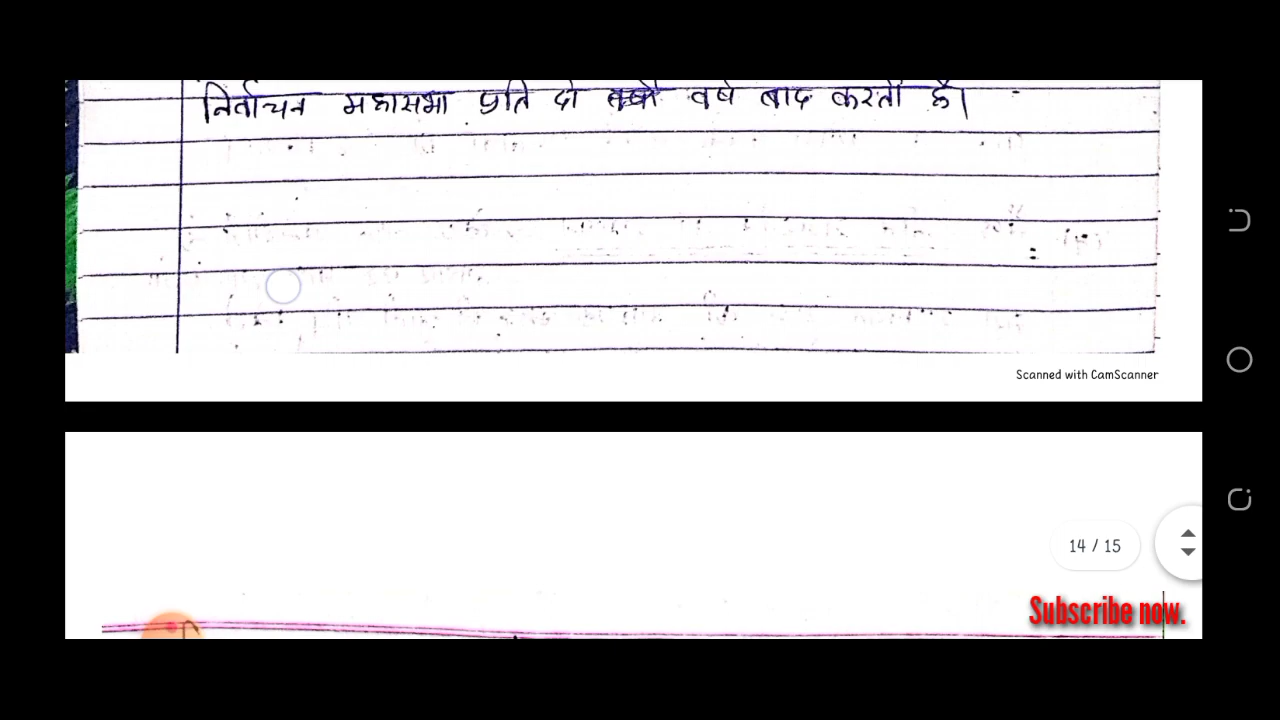 निर्वाचन महासभा प्रति दो वर्ष बाद करती है।
Scanned with CamScanner
14 / 15
Subscribe now.